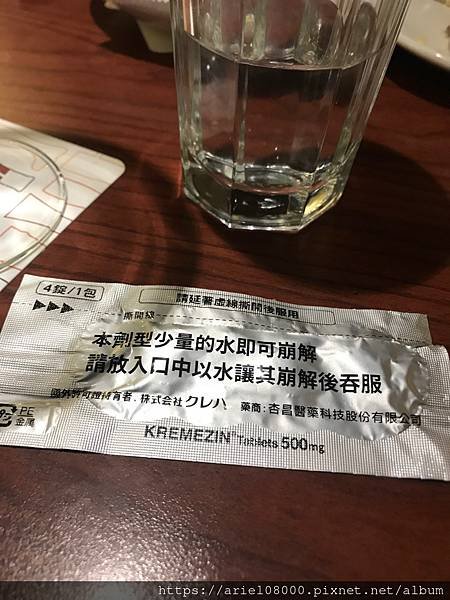 4錠/1包
請延著虛線撕開後服用
撕開線
本劑型少量的水即可崩解
請放入口中以水讓其崩解後吞服
國外許可證持有者：株式会社クレハ 藥商：杏昌醫藥科技股份有限公司
PE
金屬
KREMEZIN Tablets 500mg
https://ariel08000.pixnet.net/album